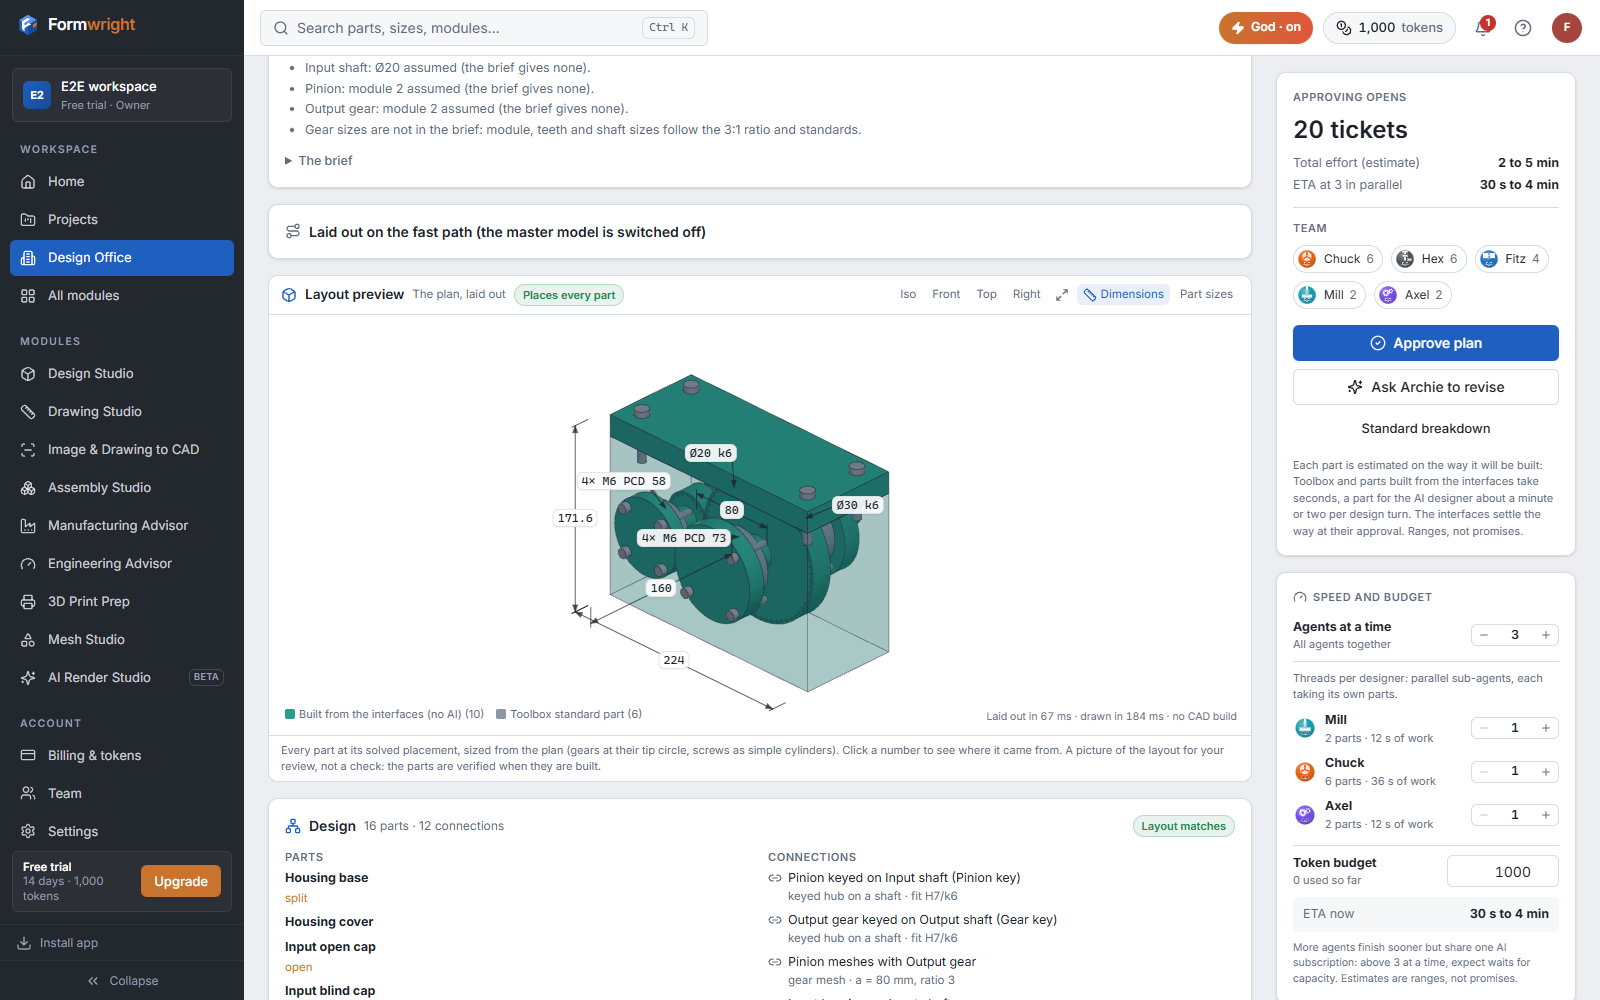 Formwright
Search parts, sizes, modules...
Ctrl K
God · on
1,000 tokens
1
F
E2
E2E workspace
Free trial · Owner
WORKSPACE
Home
Projects
Design Office
All modules
MODULES
Design Studio
Drawing Studio
Image & Drawing to CAD
Assembly Studio
Manufacturing Advisor
Engineering Advisor
3D Print Prep
Mesh Studio
AI Render Studio
BETA
ACCOUNT
Billing & tokens
Team
Settings
Free trial
14 days · 1,000
tokens
Upgrade
Install app
Collapse
• Input shaft: Ø20 assumed (the brief gives none).
• Pinion: module 2 assumed (the brief gives none).
• Output gear: module 2 assumed (the brief gives none).
• Gear sizes are not in the brief: module, teeth and shaft sizes follow the 3:1 ratio and standards.
The brief
Laid out on the fast path (the master model is switched off)
Layout preview
The plan, laid out
Places every part
Iso
Front
Top
Right
Dimensions
Part sizes
Ø20 k6
4× M6 PCD 58
80
Ø30 k6
171.6
4× M6 PCD 73
160
224
Built from the interfaces (no AI) (10)
Toolbox standard part (6)
Laid out in 67 ms · drawn in 184 ms · no CAD build
Every part at its solved placement, sized from the plan (gears at their tip circle, screws as simple cylinders). Click a number to see where it came from. A picture of the layout for your
review, not a check: the parts are verified when they are built.
Design
16 parts · 12 connections
Layout matches
PARTS
Housing base
split
Housing cover
Input open cap
open
Input blind cap
CONNECTIONS
Pinion keyed on Input shaft (Pinion key)
keyed hub on a shaft · fit H7/k6
Output gear keyed on Output shaft (Gear key)
keyed hub on a shaft · fit H7/k6
Pinion meshes with Output gear
gear mesh · a = 80 mm, ratio 3
APPROVING OPENS
20 tickets
Total effort (estimate)
2 to 5 min
ETA at 3 in parallel
30 s to 4 min
TEAM
Chuck 6
Hex 6
Fitz 4
Mill 2
Axel 2
Approve plan
Ask Archie to revise
Standard breakdown
Each part is estimated on the way it will be built:
Toolbox and parts built from the interfaces take
seconds, a part for the AI designer about a minute
or two per design turn. The interfaces settle the
way at their approval. Ranges, not promises.
SPEED AND BUDGET
Agents at a time
All agents together
− 3 +
Threads per designer: parallel sub-agents, each
taking its own parts.
Mill
2 parts · 12 s of work
− 1 +
Chuck
6 parts · 36 s of work
− 1 +
Axel
2 parts · 12 s of work
− 1 +
Token budget
0 used so far
1000
ETA now
30 s to 4 min
More agents finish sooner but share one AI
subscription: above 3 at a time, expect waits for
capacity. Estimates are ranges, not promises.